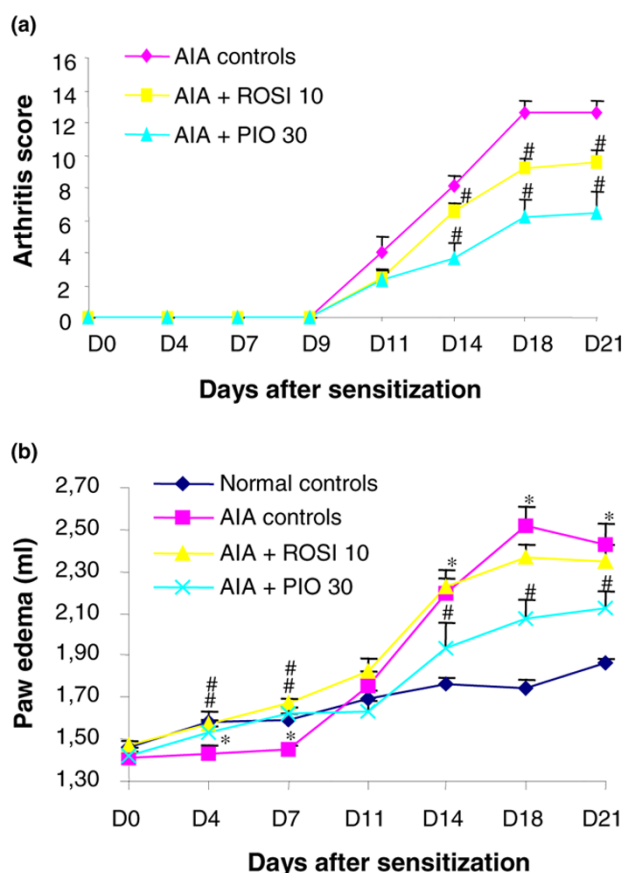 (a)
AIA controls
AIA + ROSI 10
AIA + PIO 30
Arthritis score
16
14
12
10
8
6
4
2
0
#
#
#
#
#
#
D0 D4 D7 D9 D11 D14 D18 D21
Days after sensitization
(b)
Normal controls
AIA controls
AIA + ROSI 10
AIA + PIO 30
Paw edema (ml)
2,70
2,50
2,30
2,10
1,90
1,70
1,50
1,30
*
*
*
#
#
#
# #
# #
* *
D0 D4 D7 D11 D14 D18 D21
Days after sensitization